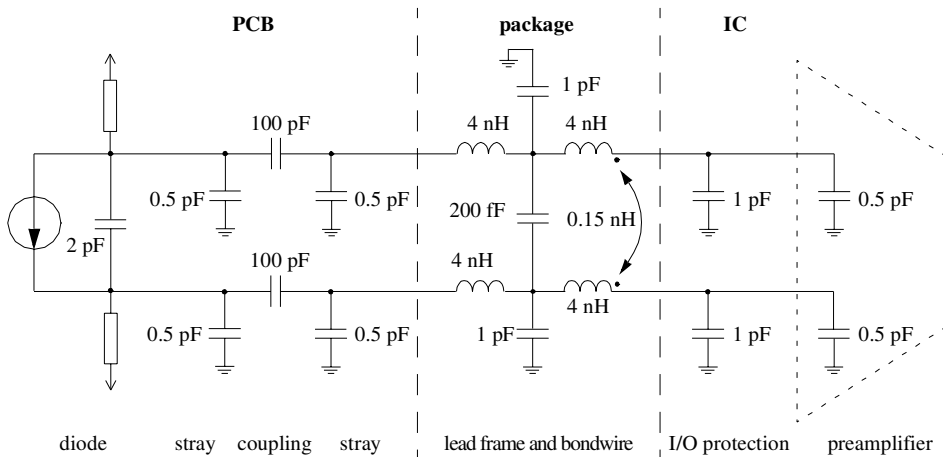 PCB
package
IC
1 pF
100 pF
4 nH
4 nH
0.5 pF
0.5 pF
1 pF
0.5 pF
200 fF
0.15 nH
2 pF
100 pF
4 nH
4 nH
0.5 pF
0.5 pF
1 pF
1 pF
0.5 pF
diode
stray
coupling
stray
lead frame and bondwire
I/O protection
preamplifier